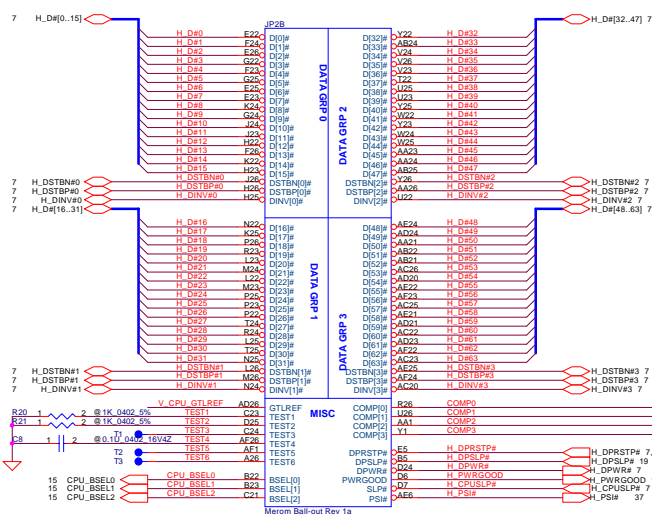 JP2B
7 H_D#[0..15] H_D#[32..47] 7
H_D#0 E22 D[0]# D[32]# Y22 H_D#32
H_D#1 F24 D[1]# D[33]# AB24 H_D#33
H_D#2 E26 D[2]# D[34]# V24 H_D#34
H_D#3 G22 D[3]# D[35]# V26 H_D#35
H_D#4 F23 D[4]# D[36]# V23 H_D#36
H_D#5 G25 D[5]# D[37]# T22 H_D#37
H_D#6 E25 D[6]# D[38]# U25 H_D#38
H_D#7 E23 D[7]# D[39]# U23 H_D#39
H_D#8 K24 D[8]# D[40]# Y25 H_D#40
H_D#9 G24 D[9]# D[41]# W22 H_D#41
H_D#10 J24 D[10]# D[42]# Y23 H_D#42
H_D#11 J23 D[11]# D[43]# W24 H_D#43
H_D#12 H22 D[12]# D[44]# W25 H_D#44
H_D#13 F26 D[13]# D[45]# AA23 H_D#45
H_D#14 K22 D[14]# D[46]# AA24 H_D#46
H_D#15 H23 D[15]# D[47]# AB25 H_D#47
7 H_DSTBN#0 H_DSTBN#0 J26 DSTBN[0]# DSTBN[2]# Y26 H_DSTBN#2 H_DSTBN#2 7
7 H_DSTBP#0 H_DSTBP#0 H26 DSTBP[0]# DSTBP[2]# AA26 H_DSTBP#2 H_DSTBP#2 7
7 H_DINV#0 H_DINV#0 H25 DINV[0]# DINV[2]# U22 H_DINV#2 H_DINV#2 7
DATA GRP 0
DATA GRP 2
7 H_D#[16..31] H_D#[48..63] 7
H_D#16 N22 D[16]# D[48]# AE24 H_D#48
H_D#17 K25 D[17]# D[49]# AD24 H_D#49
H_D#18 P26 D[18]# D[50]# AA21 H_D#50
H_D#19 R23 D[19]# D[51]# AB22 H_D#51
H_D#20 L23 D[20]# D[52]# AB21 H_D#52
H_D#21 M24 D[21]# D[53]# AC26 H_D#53
H_D#22 L22 D[22]# D[54]# AD20 H_D#54
H_D#23 M23 D[23]# D[55]# AE22 H_D#55
H_D#24 P25 D[24]# D[56]# AF23 H_D#56
H_D#25 P23 D[25]# D[57]# AC25 H_D#57
H_D#26 P22 D[26]# D[58]# AE21 H_D#58
H_D#27 T24 D[27]# D[59]# AD21 H_D#59
H_D#28 R24 D[28]# D[60]# AC22 H_D#60
H_D#29 L25 D[29]# D[61]# AD23 H_D#61
H_D#30 T25 D[30]# D[62]# AF22 H_D#62
H_D#31 N25 D[31]# D[63]# AC23 H_D#63
7 H_DSTBN#1 H_DSTBN#1 L26 DSTBN[1]# DSTBN[3]# AE25 H_DSTBN#3 H_DSTBN#3 7
7 H_DSTBP#1 H_DSTBP#1 M26 DSTBP[1]# DSTBP[3]# AF24 H_DSTBP#3 H_DSTBP#3 7
7 H_DINV#1 H_DINV#1 N24 DINV[1]# DINV[3]# AC20 H_DINV#3 H_DINV#3 7
DATA GRP 1
DATA GRP 3
V_CPU_GTLREF AD26 GTLREF MISC COMP[0] R26 COMP0
R20 1 2 @1K_0402_5% TEST1 C23 TEST1 COMP[1] U26 COMP1
R21 1 2 @1K_0402_5% TEST2 D25 TEST2 COMP[2] AA1 COMP2
T1 TEST3 C24 TEST3 COMP[3] Y1 COMP3
C8 1 2 @0.1U_0402_16V4Z TEST4 AF26 TEST4
T2 TEST5 AF1 TEST5 DPRSTP# E5 H_DPRSTP# H_DPRSTP# 7,
T3 TEST6 A26 TEST6 DPSLP# B5 H_DPSLP# H_DPSLP# 19
DPWR# D24 H_DPWR# H_DPWR# 7
15 CPU_BSEL0 CPU_BSEL0 B22 BSEL[0] PWRGOOD D6 H_PWRGOOD H_PWRGOOD
15 CPU_BSEL1 CPU_BSEL1 B23 BSEL[1] SLP# D7 H_CPUSLP# H_CPUSLP# 7
15 CPU_BSEL2 CPU_BSEL2 C21 BSEL[2] PSI# AE6 H_PSI# H_PSI# 37
Merom Ball-out Rev 1a